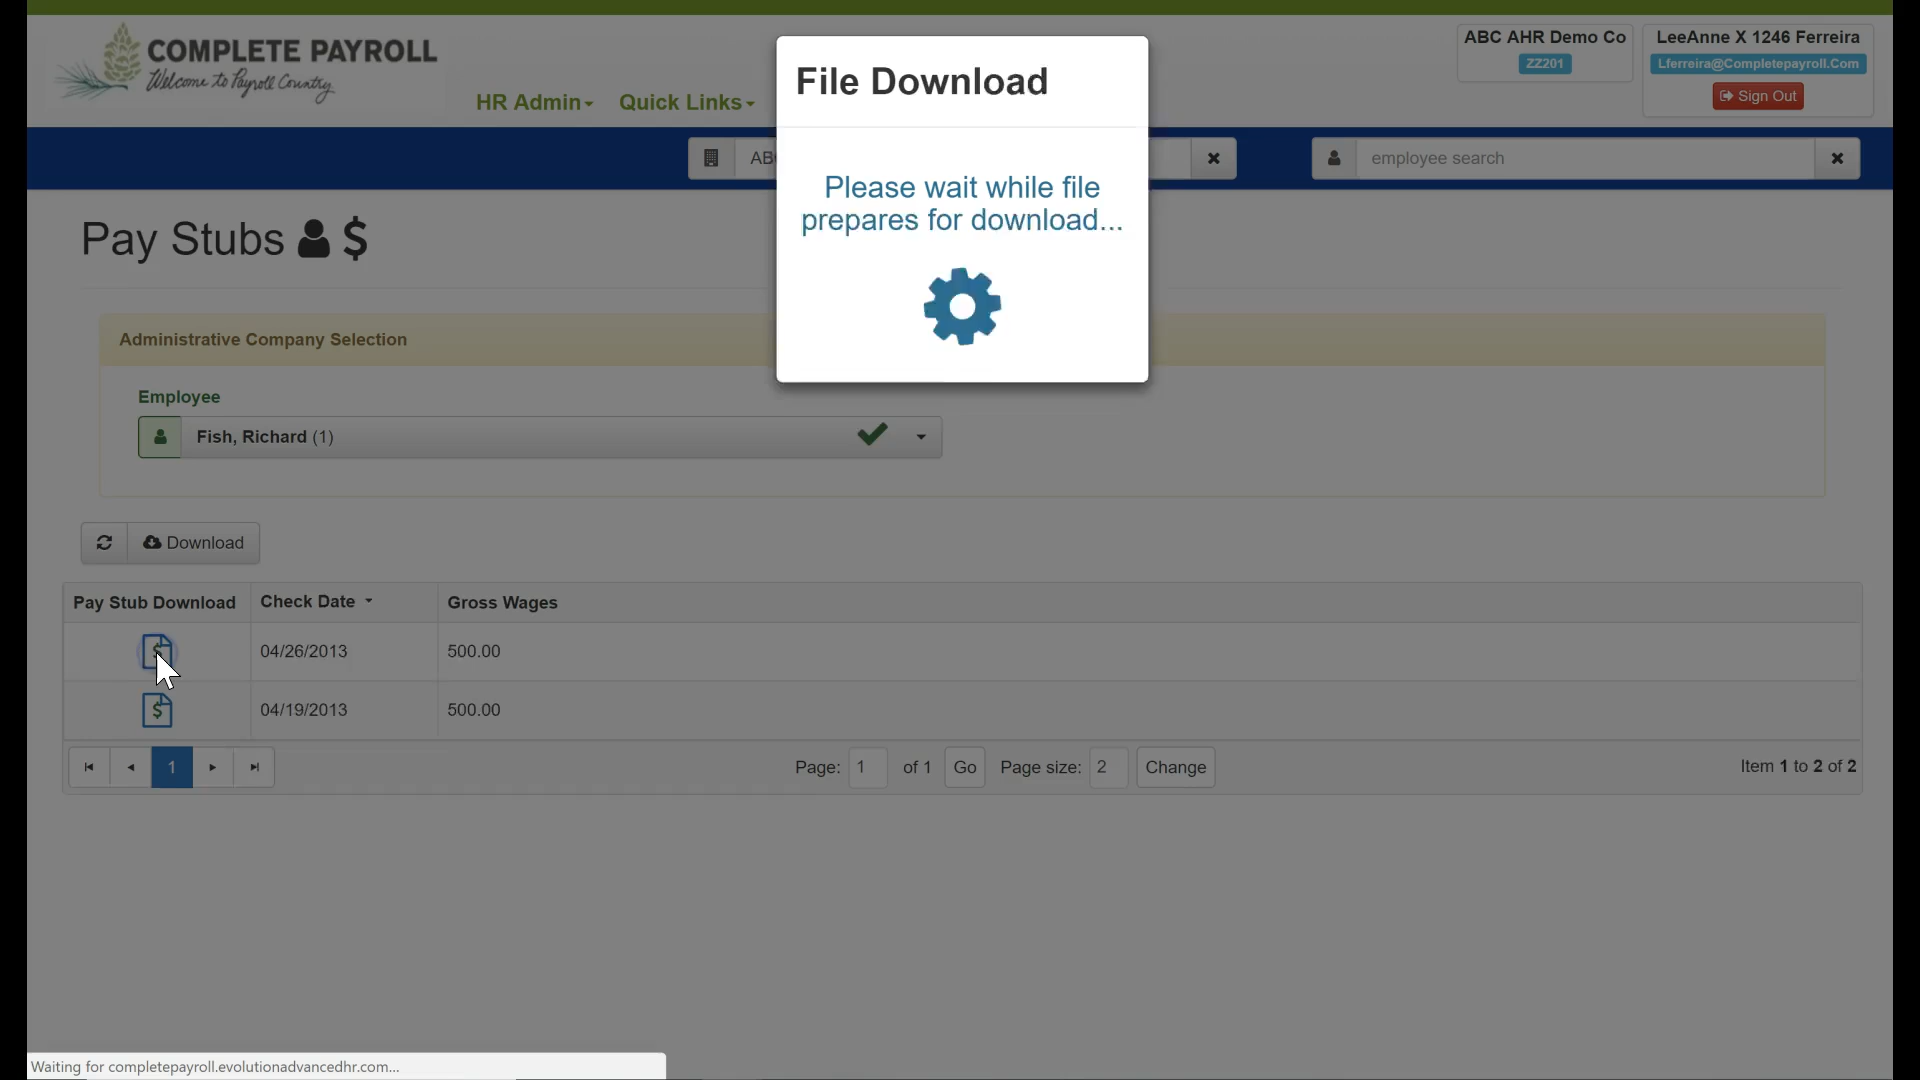 COMPLETE PAYROLL
Welcome to Payroll Country
HR Admin
Quick Links
ABC AHR Demo Co
ZZ201
LeeAnne X 1246 Ferreira
Lferreira@Completepayroll.Com
Sign Out
File Download
Please wait while file
prepares for download...
employee search
Pay Stubs $
Administrative Company Selection
Employee
Fish, Richard (1)
Download
Pay Stub Download Check Date Gross Wages
$ 04/26/2013 500.00
$ 04/19/2013 500.00
1 Page: 1 of 1 Go Page size: 2 Change Item 1 to 2 of 2
Waiting for completepayroll.evolutionadvancedhr.com...